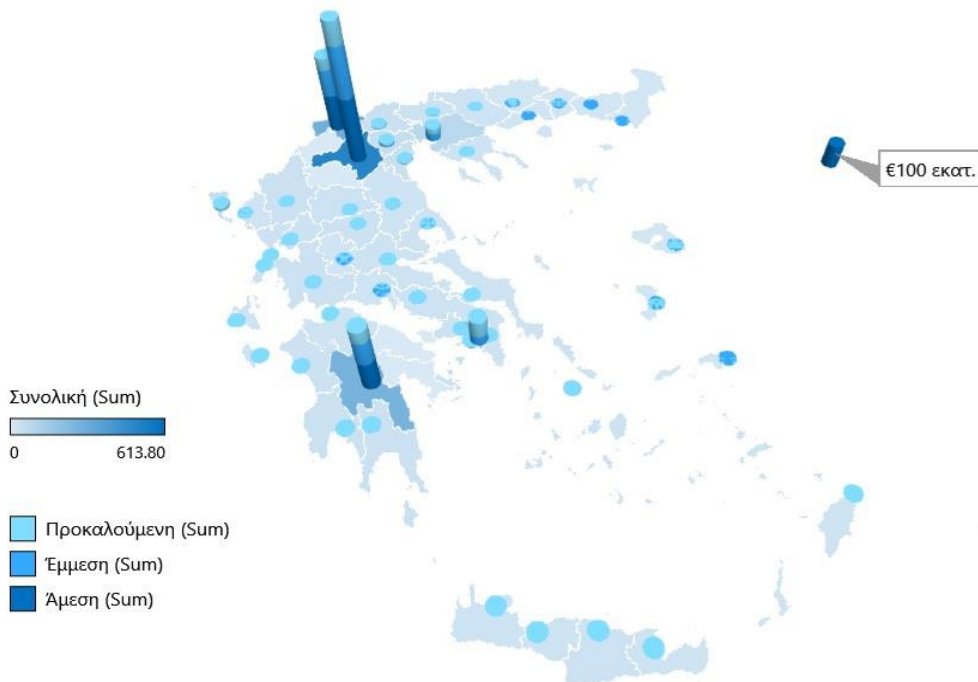 €100 εκατ.
Συνολική (Sum)
0 613.80
Προκαλούμενη (Sum)
Έμμεση (Sum)
Άμεση (Sum)